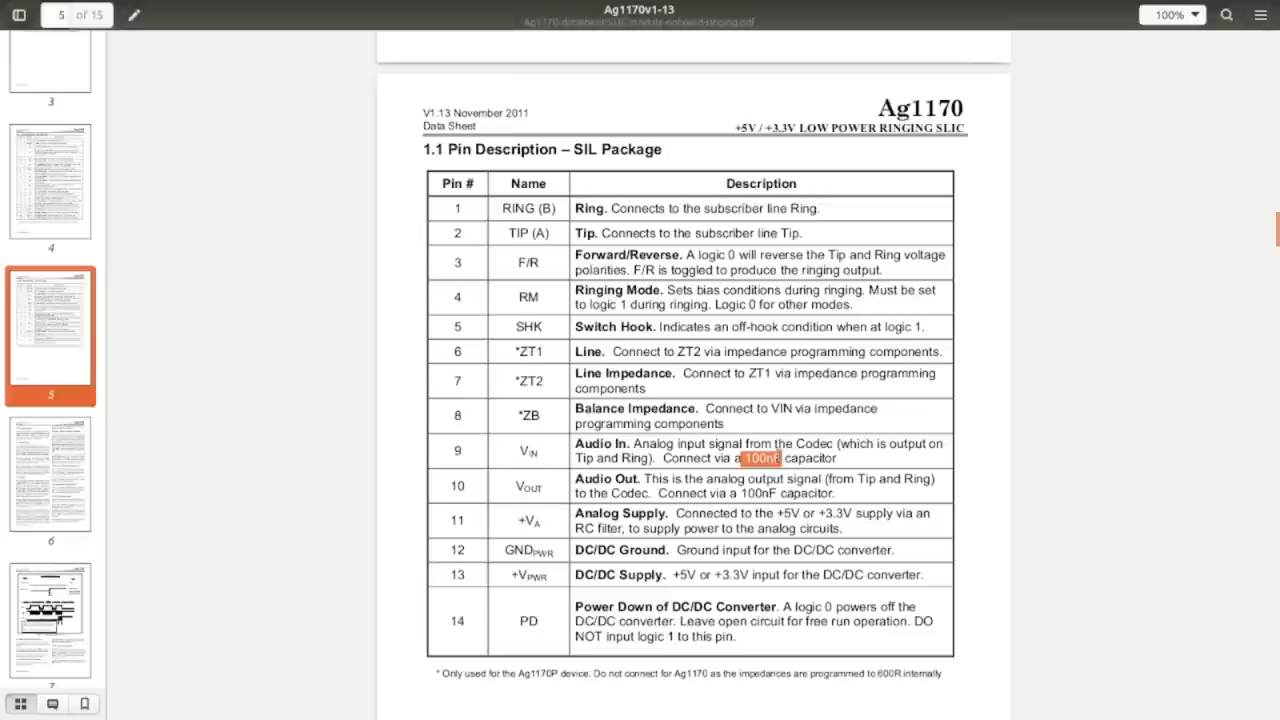 5 of 15
Ag1170v1-13
100%
3
4
5
6
7
V1.13 November 2011
Ag1170
Data Sheet
+5V / +3.3V LOW POWER RINGING SLIC
1.1 Pin Description – SIL Package
Pin # Name Description
1 RING (B) Ring. Connects to the subscriber line Ring.
2 TIP (A) Tip. Connects to the subscriber line Tip.
3 F/R Forward/Reverse. A logic 0 will reverse the Tip and Ring voltage
polarities. F/R is toggled to produce the ringing output.
4 RM Ringing Mode. Sets bias conditions during ringing. Must be set
to logic 1 during ringing. Logic 0 for other modes.
5 SHK Switch Hook. Indicates an off-hook condition when at logic 1.
6 *ZT1 Line. Connect to ZT2 via impedance programming components.
7 *ZT2 Line Impedance. Connect to ZT1 via impedance programming
components
8 *ZB Balance Impedance. Connect to VIN via impedance
programming components
9 VIN Audio In. Analog input signal from the Codec (which is output on
Tip and Ring). Connect via a capacitor
10 VOUT Audio Out. This is the analog output signal (from Tip and Ring)
to the Codec. capacitor.
11 +VA Analog Supply. Connected to the +5V or +3.3V supply via an
RC filter, to supply power to the analog circuits.
12 GNDPWR DC/DC Ground. Ground input for the DC/DC converter.
13 +VPWR DC/DC Supply. +5V or +3.3V input for the DC/DC converter.
14 PD Power Down of DC/DC Converter. A logic 0 powers off the
DC/DC converter. Leave open circuit for free run operation. DO
NOT input logic 1 to this pin.
* Only used for the Ag1170P device. Do not connect for Ag1170 as the impedances are programmed to 600R internally